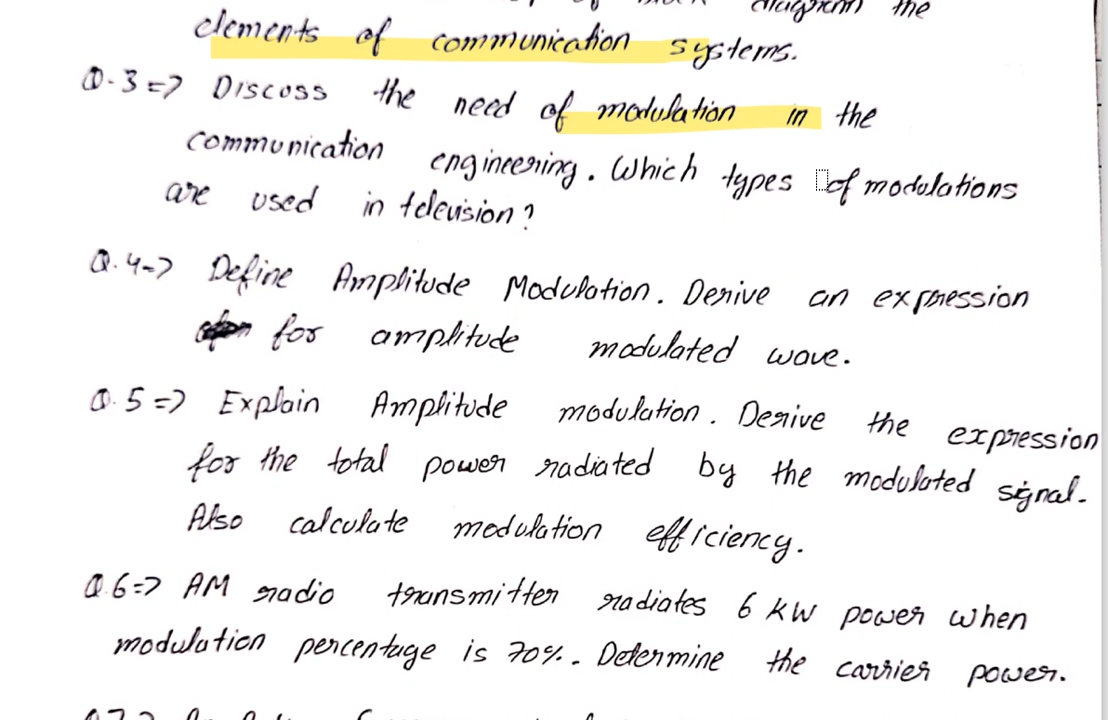 diagram the
elements of communication systems.
Q.3=> Discuss the need of modulation in the
communication engineering. Which types of modulations
are used in television?
Q.4=> Define Amplitude Modulation. Derive an expression
for amplitude modulated wave.
Q.5=> Explain Amplitude modulation. Derive the expression
for the total power radiated by the modulated signal.
Also calculate modulation efficiency.
Q.6=> AM radio transmitter radiates 6 KW power when
modulation percentage is 70%. Determine the carrier power.